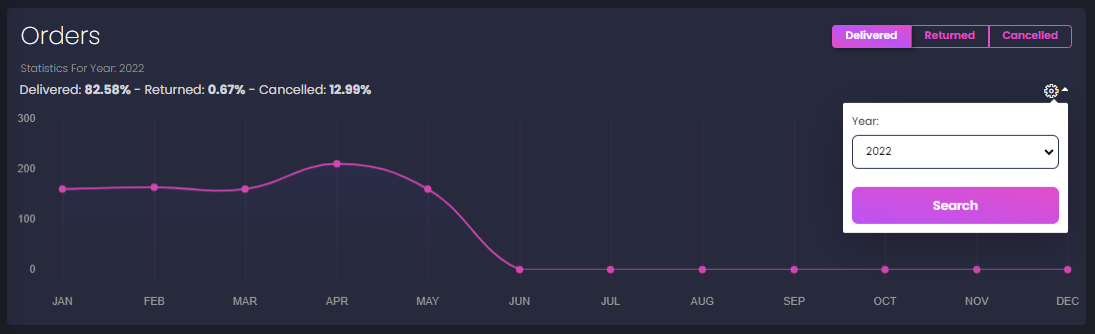 Orders
Delivered Returned Cancelled
Statistics For Year: 2022
Delivered: 82.58% - Returned: 0.67% - Cancelled: 12.99%
Year:
2022
Search
300
200
100
0
JAN FEB MAR APR MAY JUN JUL AUG SEP OCT NOV DEC